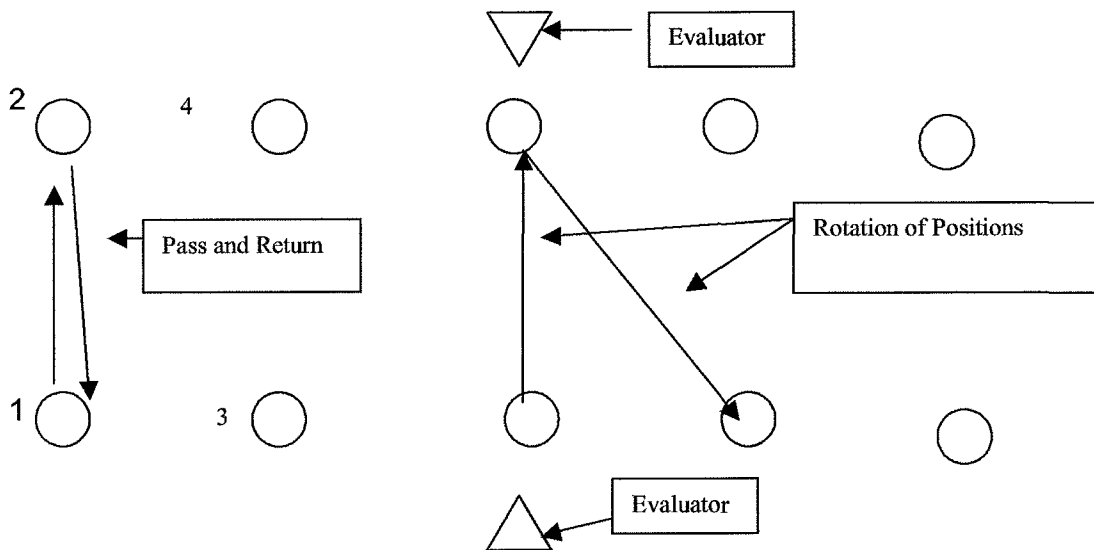 Evaluator
2
4
Pass and Return
Rotation of Positions
1
3
Evaluator